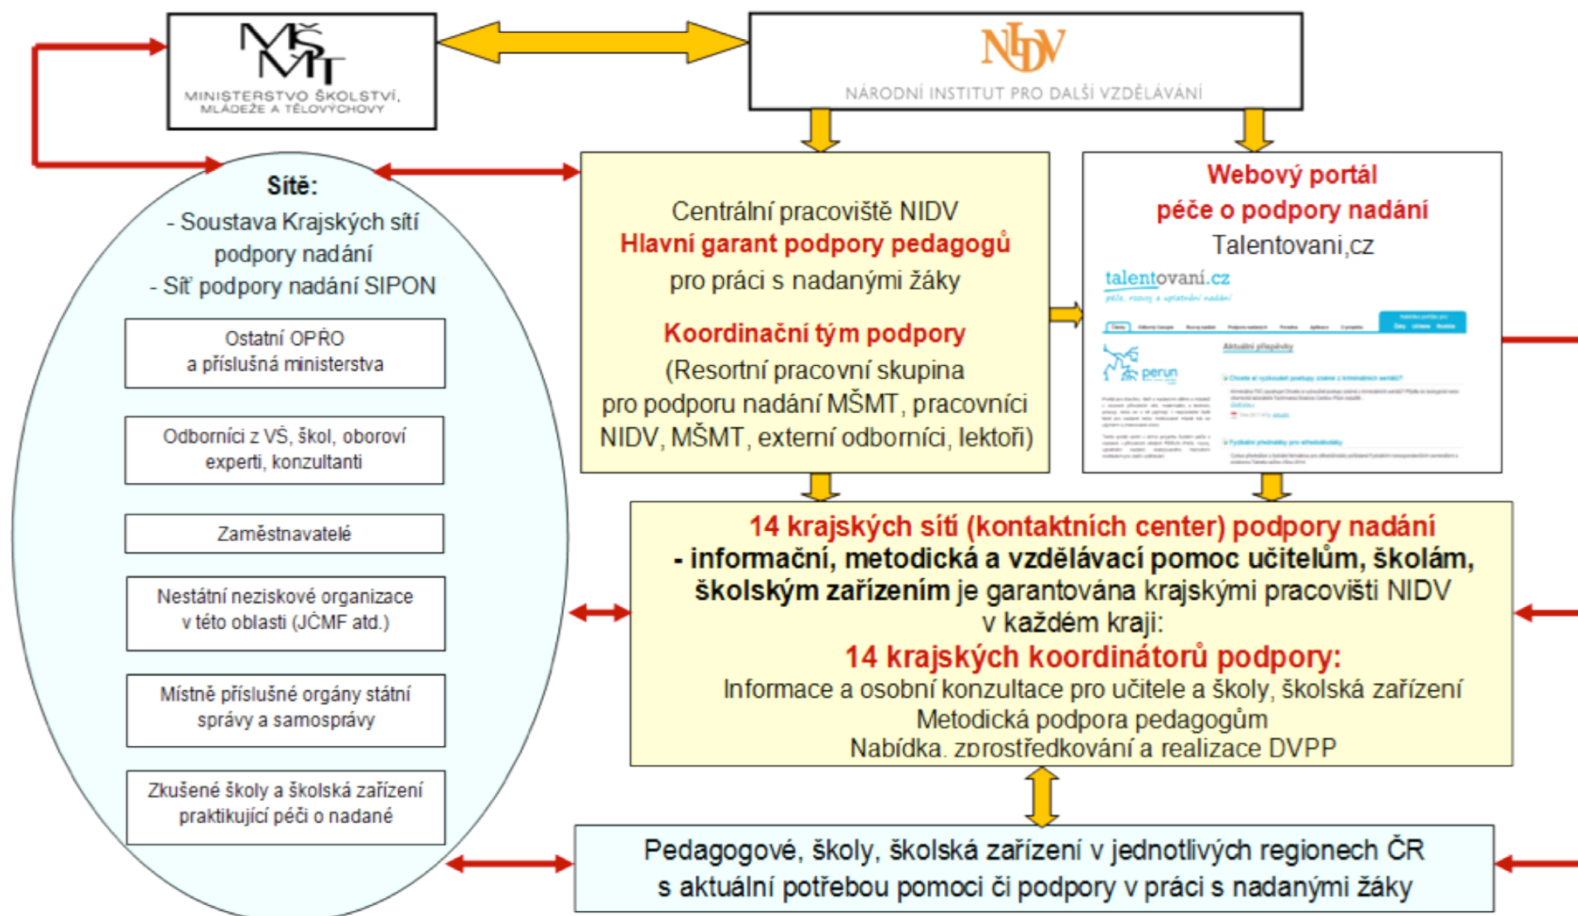 MŠMT
MINISTERSTVO ŠKOLSTVÍ,
MLÁDEŽE A TĚLOVÝCHOVY
NIDV
NÁRODNÍ INSTITUT PRO DALŠÍ VZDĚLÁVÁNÍ
Sítě:
- Soustava Krajských sítí
podpory nadání
- Síť podpory nadání SIPON
Ostatní OPŘO
a příslušná ministerstva
Odborníci z VŠ, škol, oboroví
experti, konzultanti
Zaměstnavatelé
Nestátní neziskové organizace
v této oblasti (JČMF atd.)
Místně příslušné orgány státní
správy a samosprávy
Zkušené školy a školská zařízení
praktikující péči o nadané
Centrální pracoviště NIDV
Hlavní garant podpory pedagogů
pro práci s nadanými žáky
Koordinační tým podpory
(Resortní pracovní skupina
pro podporu nadání MŠMT, pracovníci
NIDV, MŠMT, externí odborníci, lektoři)
Webový portál
péče o podpory nadání
Talentovani,cz
talentovaní.cz
péče, rozvoj a uplatnění nadání
Aktuální příspěvky
perun
14 krajských sítí (kontaktních center) podpory nadání
- informační, metodická a vzdělávací pomoc učitelům, školám,
školským zařízením je garantována krajskými pracovišti NIDV
v každém kraji:
14 krajských koordinátorů podpory:
Informace a osobní konzultace pro učitele a školy, školská zařízení
Metodická podpora pedagogům
Nabídka, zprostředkování a realizace DVPP
Pedagogové, školy, školská zařízení v jednotlivých regionech ČR
s aktuální potřebou pomoci či podpory v práci s nadanými žáky